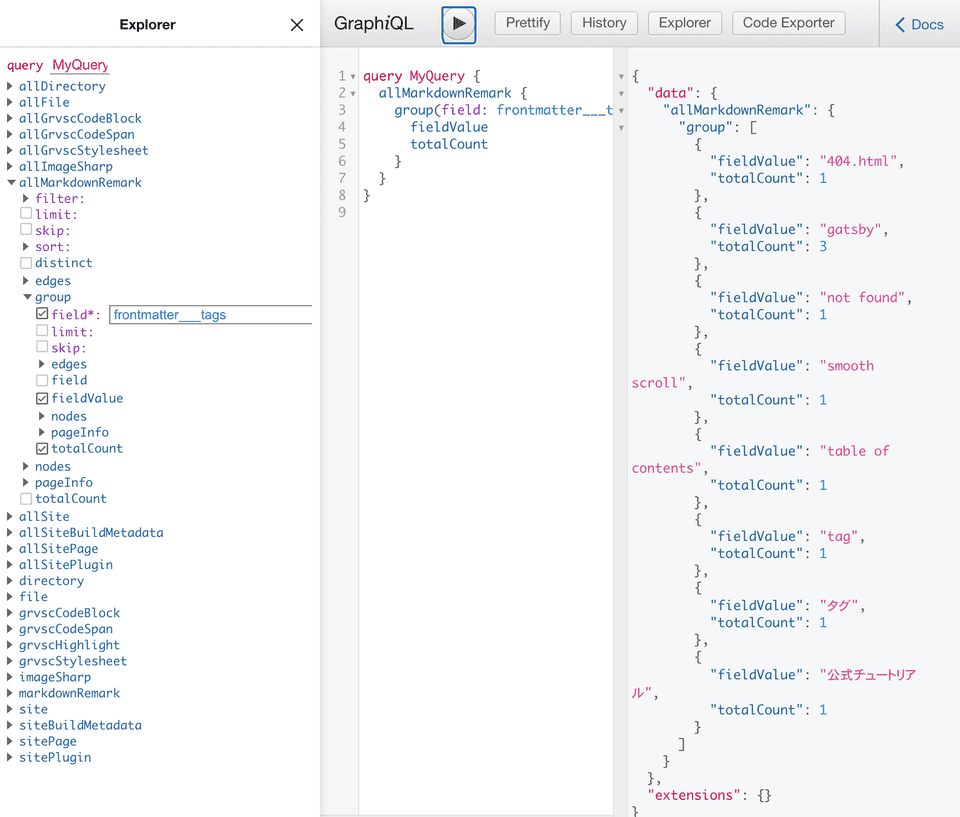 Explorer
query MyQuery
allDirectory
allFile
allGrvscCodeBlock
allGrvscCodeSpan
allGrvscStylesheet
allImageSharp
allMarkdownRemark
filter:
limit:
skip:
sort:
distinct
edges
group
field*: frontmatter___tags
limit:
skip:
edges
field
fieldValue
nodes
pageInfo
totalCount
nodes
pageInfo
totalCount
allSite
allSiteBuildMetadata
allSitePage
allSitePlugin
directory
file
grvscCodeBlock
grvscCodeSpan
grvscHighlight
grvscStylesheet
imageSharp
markdownRemark
site
siteBuildMetadata
sitePage
sitePlugin
GraphiQL Prettify History Explorer Code Exporter Docs
1 query MyQuery {
2 allMarkdownRemark {
3 group(field: frontmatter___t
4 fieldValue
5 totalCount
6 }
7 }
8 }
9
{
"data": {
"allMarkdownRemark": {
"group": [
{
"fieldValue": "404.html",
"totalCount": 1
},
{
"fieldValue": "gatsby",
"totalCount": 3
},
{
"fieldValue": "not found",
"totalCount": 1
},
{
"fieldValue": "smooth
scroll",
"totalCount": 1
},
{
"fieldValue": "table of
contents",
"totalCount": 1
},
{
"fieldValue": "tag",
"totalCount": 1
},
{
"fieldValue": "タグ",
"totalCount": 1
},
{
"fieldValue": "公式チュートリア
ル",
"totalCount": 1
}
]
}
},
"extensions": {}
}